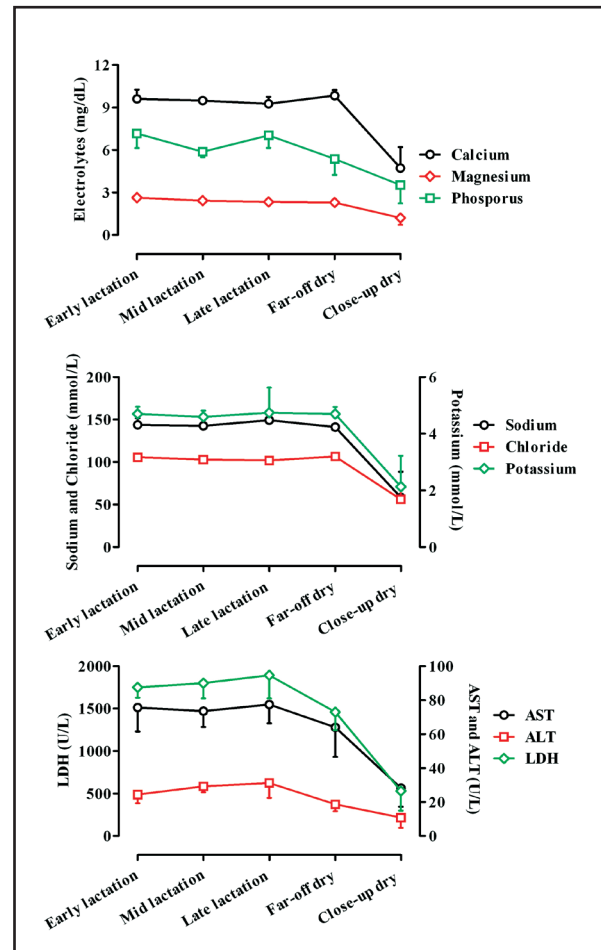 Electrolytes (mg/dL)
12
9
6
3
0
Calcium
Magnesium
Phosporus
Early lactation
Mid lactation
Late lactation
Far-off dry
Close-up dry
Sodium and Chloride (mmol/L)
200
150
100
50
0
Potassium (mmol/L)
6
4
2
0
Sodium
Chloride
Potassium
Early lactation
Mid lactation
Late lactation
Far-off dry
Close-up dry
LDH (U/L)
2000
1500
1000
500
0
AST and ALT (U/L)
100
80
60
40
20
0
AST
ALT
LDH
Early lactation
Mid lactation
Late lactation
Far-off dry
Close-up dry